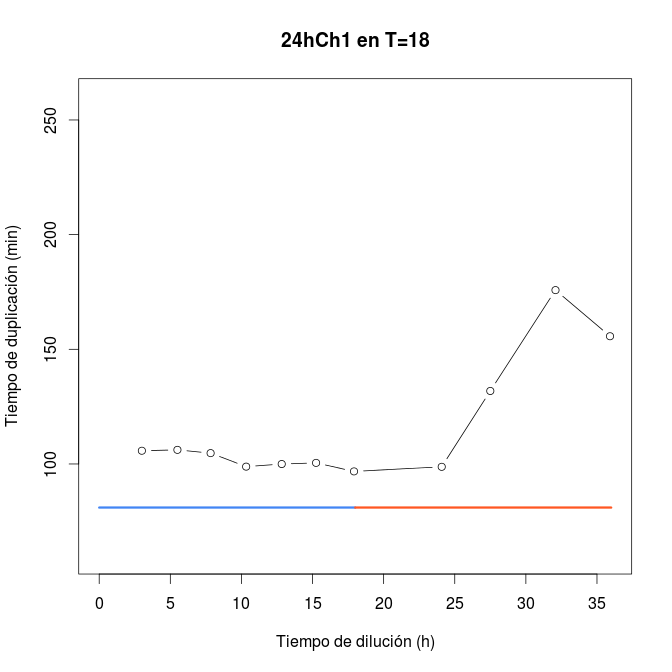 24hCh1 en T=18
Tiempo de duplicación (min)
250
200
150
100
0 5 10 15 20 25 30 35
Tiempo de dilución (h)